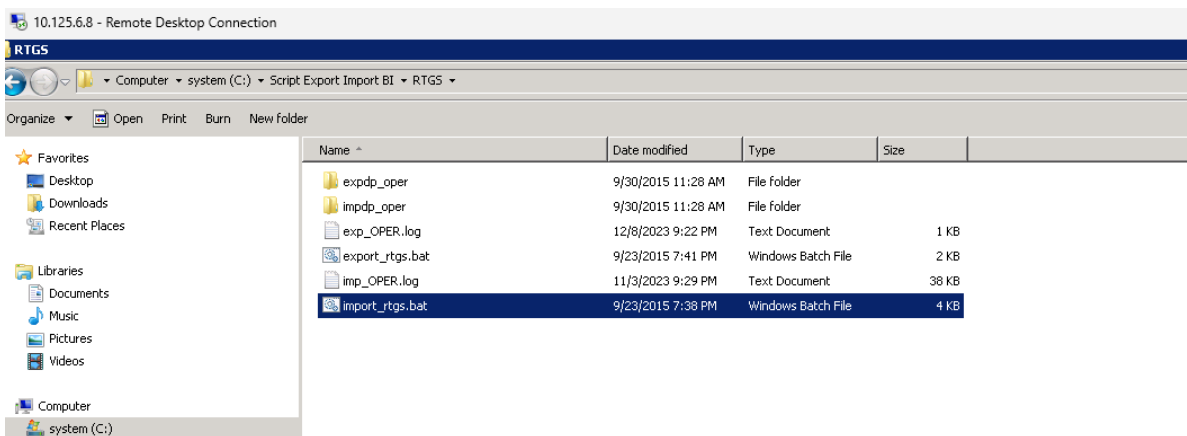 10.125.6.8 - Remote Desktop Connection
RTGS
Computer system (C:) Script Export Import BI RTGS
Organize Open Print Burn New folder
Favorites
Desktop
Downloads
Recent Places
Libraries
Documents
Music
Pictures
Videos
Computer
system (C:)
Name Date modified Type Size
expdp_oper 9/30/2015 11:28 AM File folder
impdp_oper 9/30/2015 11:28 AM File folder
exp_OPER.log 12/8/2023 9:22 PM Text Document 1 KB
export_rtgs.bat 9/23/2015 7:41 PM Windows Batch File 2 KB
imp_OPER.log 11/3/2023 9:29 PM Text Document 38 KB
import_rtgs.bat 9/23/2015 7:38 PM Windows Batch File 4 KB